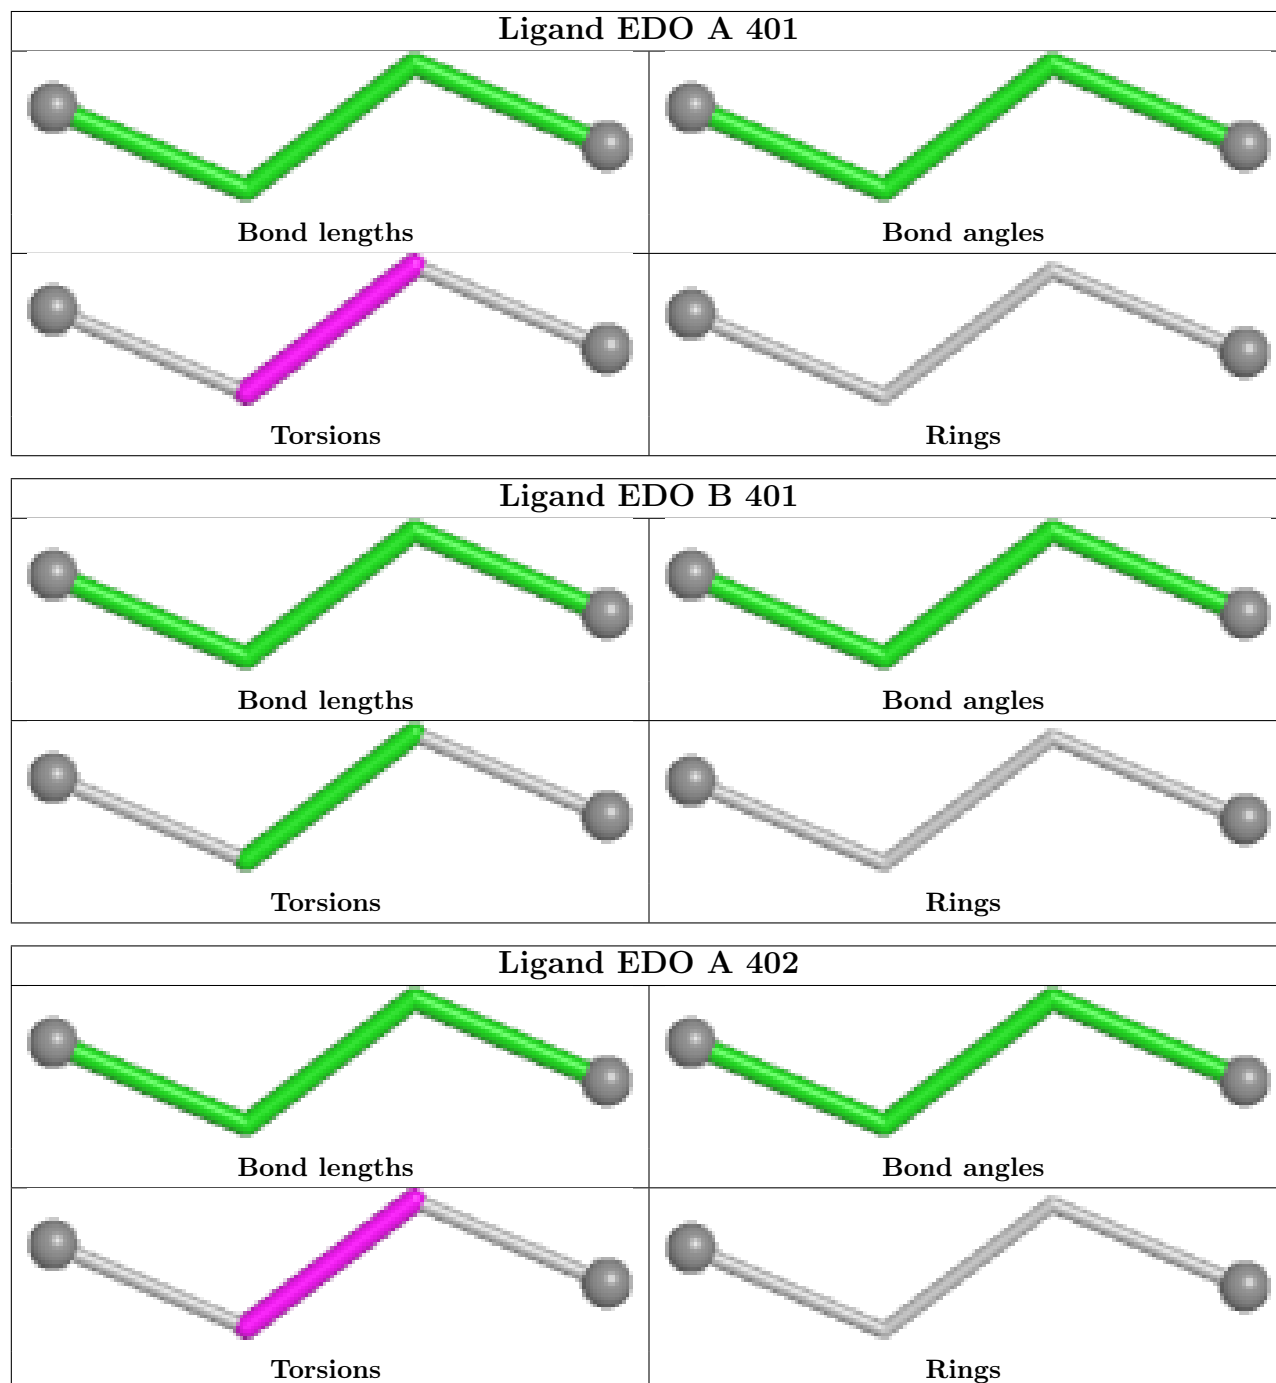 Ligand EDO A 401
Bond lengths
Bond angles
Torsions
Rings
Ligand EDO B 401
Bond lengths
Bond angles
Torsions
Rings
Ligand EDO A 402
Bond lengths
Bond angles
Torsions
Rings